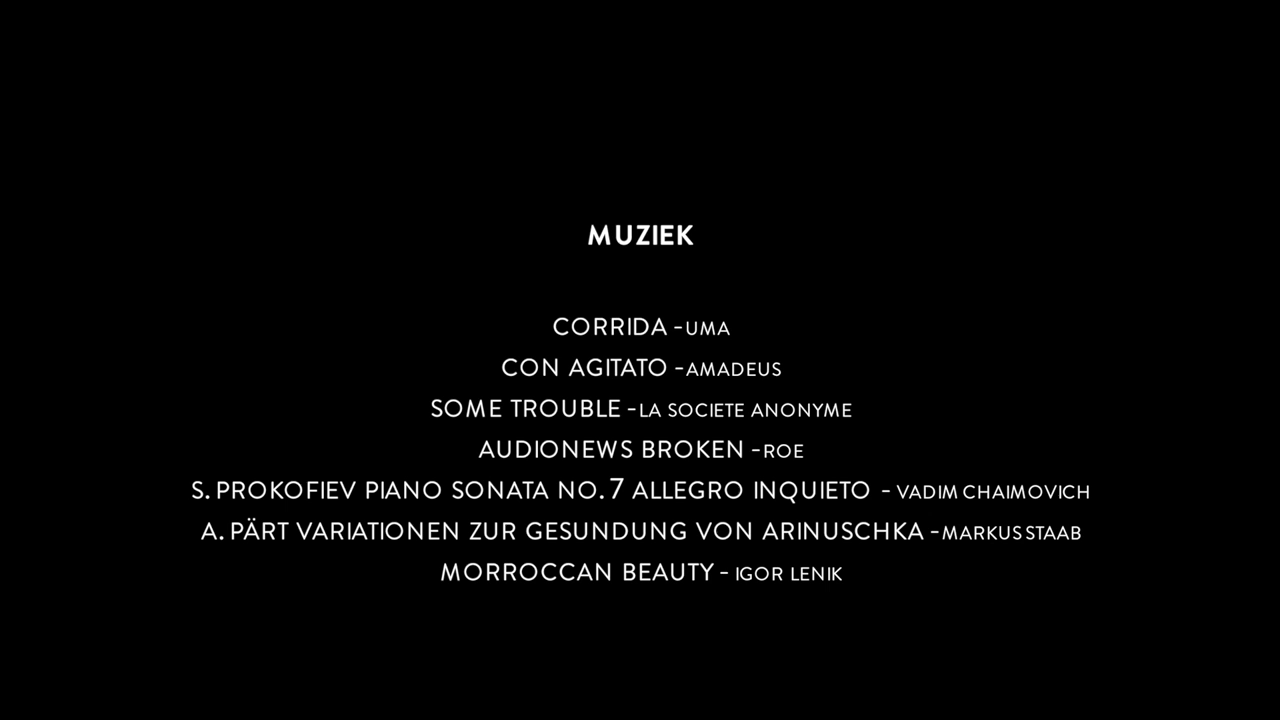 MUZIEK
CORRIDA - UMA
CON AGITATO - AMADEUS
SOME TROUBLE - LA SOCIETE ANONYME
AUDIONEWS BROKEN - ROE
S. PROKOFIEV PIANO SONATA NO. 7 ALLEGRO INQUIETO - VADIM CHAIMOVICH
A. PÄRT VARIATIONEN ZUR GESUNDUNG VON ARINUSCHKA - MARKUS STAAB
MORROCCAN BEAUTY - IGOR LENIK